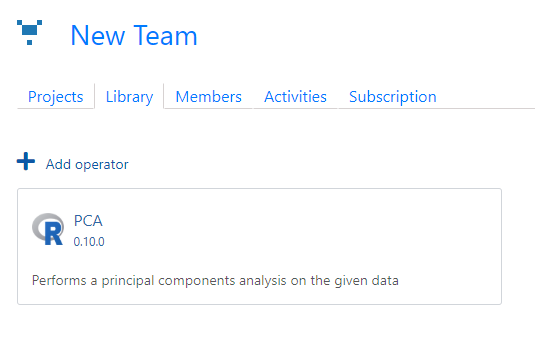 New Team
Projects Library Members Activities Subscription
Add operator
R PCA
0.10.0
Performs a principal components analysis on the given data